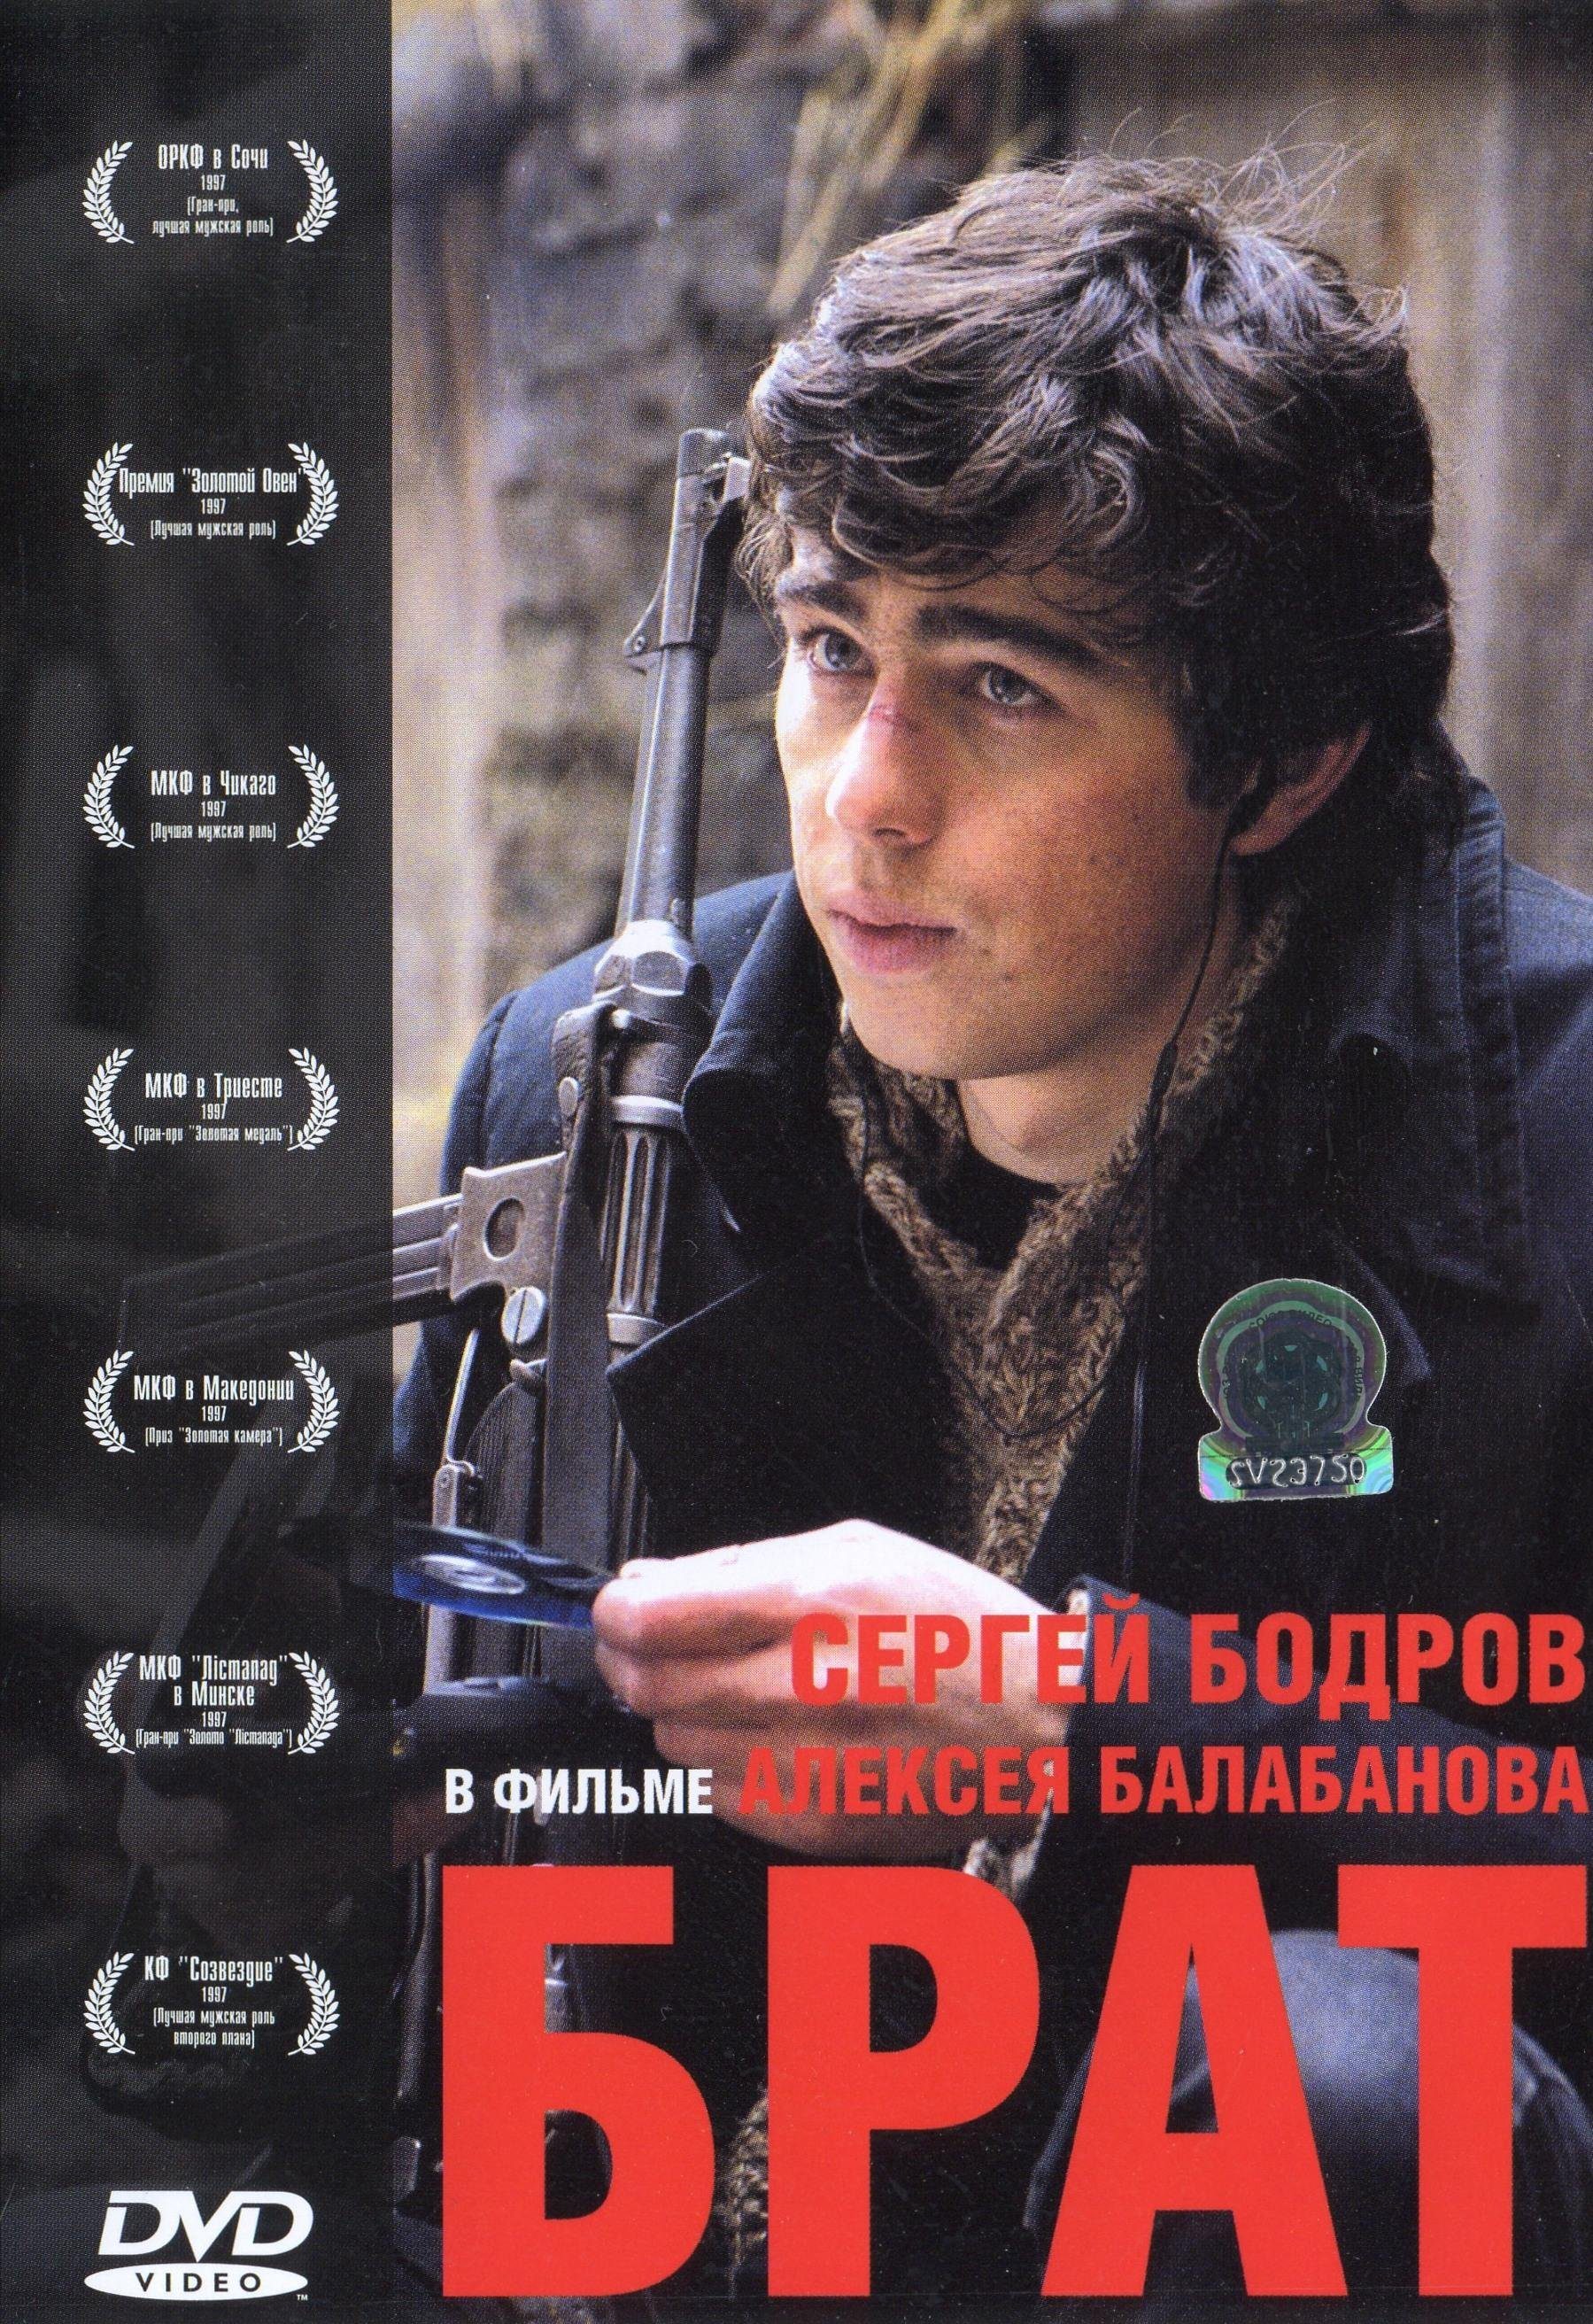 ОРКФ в Сочи
1997
(Гран-при,
лучшая мужская роль)
Премия "Золотой Овен"
1997
(Лучшая мужская роль)
МКФ в Чикаго
1997
(Лучшая мужская роль)
МКФ в Триесте
1997
(Гран-при "Золотая медаль")
МКФ в Македонии
1997
(Приз "Золотая камера")
МКФ "Лiстапад"
в Минске
1997
(Гран-при "Золото "Лiстапада")
КФ "Созвездие"
1997
(Лучшая мужская роль
второго плана)
DVD
VIDEO
TM
СЕРГЕЙ БОДРОВ
В ФИЛЬМЕ АЛЕКСЕЯ БАЛАБАНОВА
БРАТ